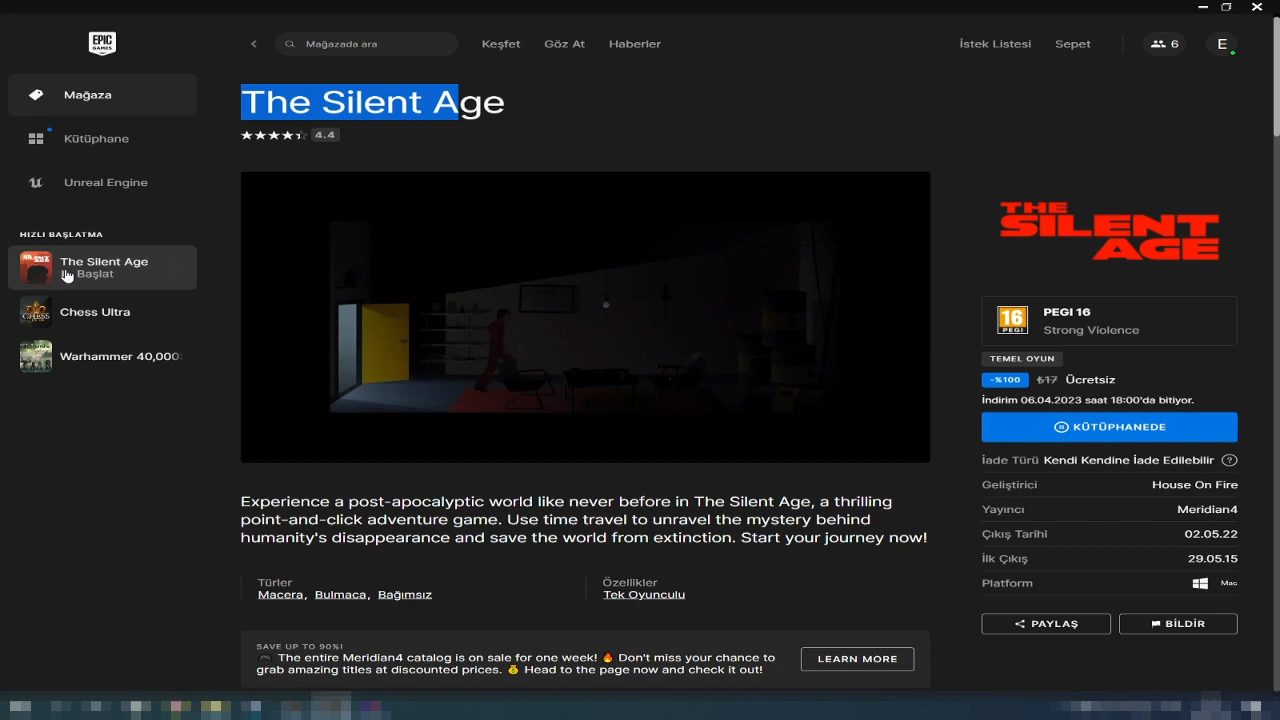 EPIC GAMES
Mağazada ara
Keşfet
Göz At
Haberler
İstek Listesi
Sepet
6
E
Mağaza
Kütüphane
Unreal Engine
HIZLI BAŞLATMA
The Silent Age
Başlat
Chess Ultra
Warhammer 40,000:
The Silent Age
4.4
THE SILENT AGE
16
PEGI
PEGI 16
Strong Violence
TEMEL OYUN
-%100 ₺17 Ücretsiz
İndirim 06.04.2023 saat 18:00'da bitiyor.
KÜTÜPHANEDE
İade Türü Kendi Kendine İade Edilebilir ?
Geliştirici House On Fire
Yayıncı Meridian4
Çıkış Tarihi 02.05.22
İlk Çıkış 29.05.15
Platform Mac
PAYLAŞ
BİLDİR
Experience a post-apocalyptic world like never before in The Silent Age, a thrilling
point-and-click adventure game. Use time travel to unravel the mystery behind
humanity's disappearance and save the world from extinction. Start your journey now!
Türler
Macera, Bulmaca, Bağımsız
Özellikler
Tek Oyunculu
SAVE UP TO 90%!
🎮 The entire Meridian4 catalog is on sale for one week! 🔥 Don't miss your chance to
grab amazing titles at discounted prices. 💰 Head to the page now and check it out!
LEARN MORE